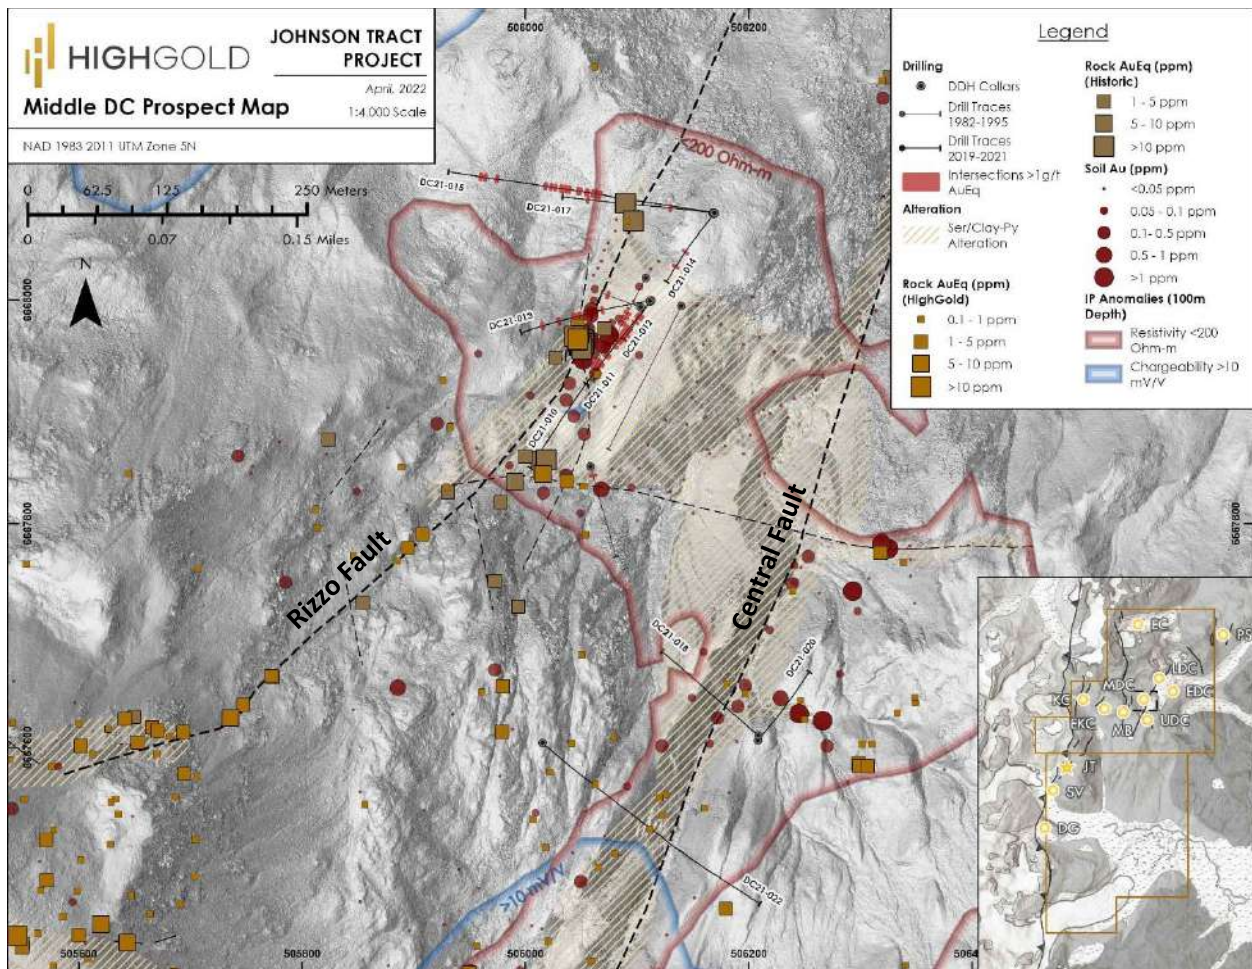 HIGHGOLD
JOHNSON TRACT
PROJECT
April, 2022
Middle DC Prospect Map
1:4,000 Scale
NAD 1983 2011 UTM Zone 5N
0 62.5 125 250 Meters
0 0.07 0.15 Miles
N
506000
506200
Legend
Drilling
DDH Collars
Drill Traces
1982-1995
Drill Traces
2019-2021
Intersections >1g/t
AuEq
Alteration
Ser/Clay-Py
Alteration
Rock AuEq (ppm)
(HighGold)
0.1 - 1 ppm
1 - 5 ppm
5 - 10 ppm
>10 ppm
Rock AuEq (ppm)
(Historic)
1 - 5 ppm
5 - 10 ppm
>10 ppm
Soil Au (ppm)
<0.05 ppm
0.05 - 0.1 ppm
0.1-0.5 ppm
0.5 - 1 ppm
>1 ppm
IP Anomalies (100m
Depth)
Resistivity <200
Ohm-m
Chargeability >10
mV/V
<200 Ohm-m
DC21-015
DC21-017
DC21-014
DC21-013
DC21-012
DC21-011
DC21-010
6668000
6667800
6667800
Rizzo Fault
Central Fault
DC21-018
DC21-020
6667600
>10 mV/V
DC21-022
505600
505800
506000
506200
5064
EC
PS
LDC
MDC
EDC
KC
EKC
MB
UDC
JT
SV
DG